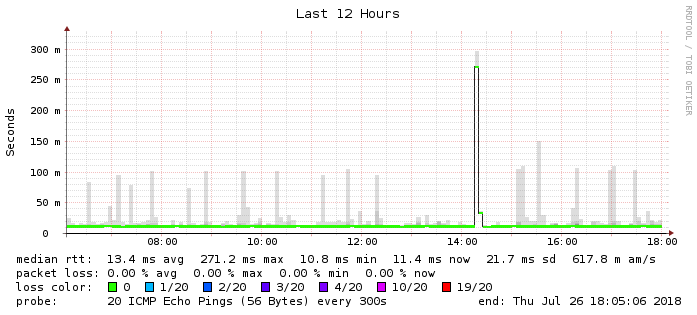 Last 12 Hours
RRDTOOL / TOBI OETIKER
Seconds
300 m
250 m
200 m
150 m
100 m
50 m
0
08:00 10:00 12:00 14:00 16:00 18:00
median rtt: 13.4 ms avg 271.2 ms max 10.8 ms min 11.4 ms now 21.7 ms sd 617.8 m am/s
packet loss: 0.00 % avg 0.00 % max 0.00 % min 0.00 % now
loss color: 0 1/20 2/20 3/20 4/20 10/20 19/20
probe: 20 ICMP Echo Pings (56 Bytes) every 300s end: Thu Jul 26 18:05:06 2018